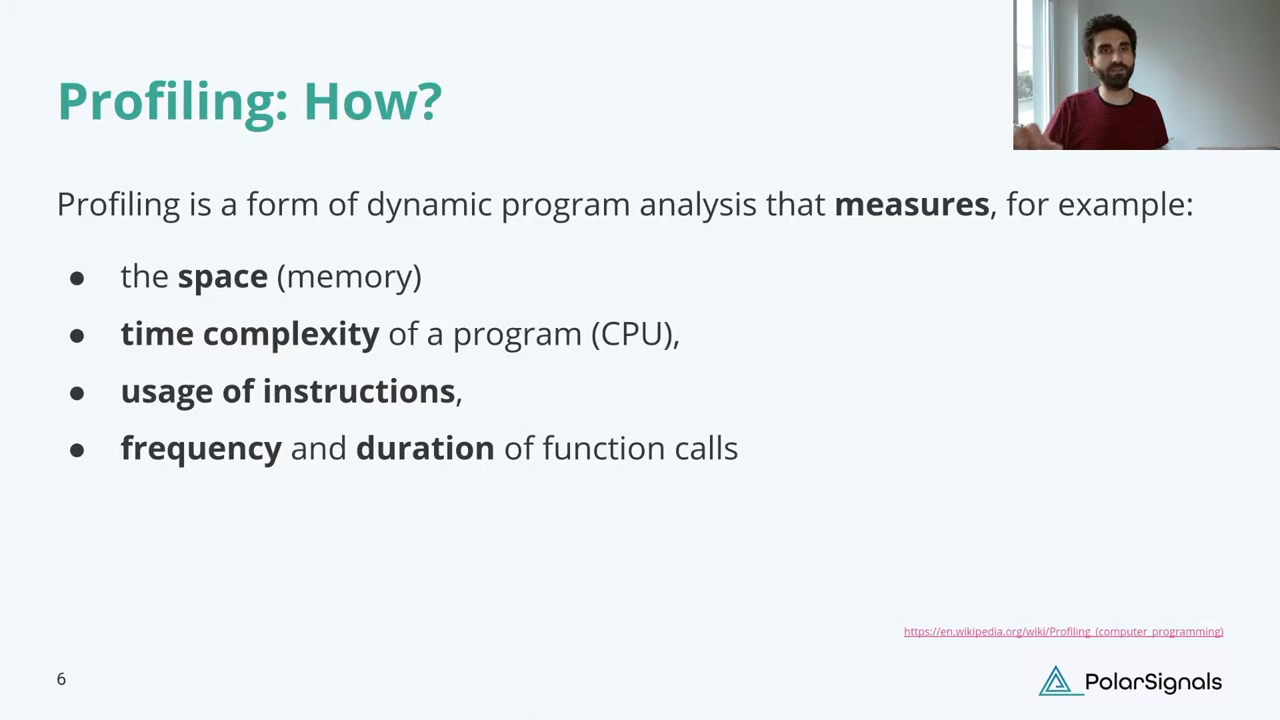 Profiling: How?
Profiling is a form of dynamic program analysis that measures, for example:
● the space (memory)
● time complexity of a program (CPU),
● usage of instructions,
● frequency and duration of function calls
https://en.wikipedia.org/wiki/Profiling_(computer_programming)
6
PolarSignals